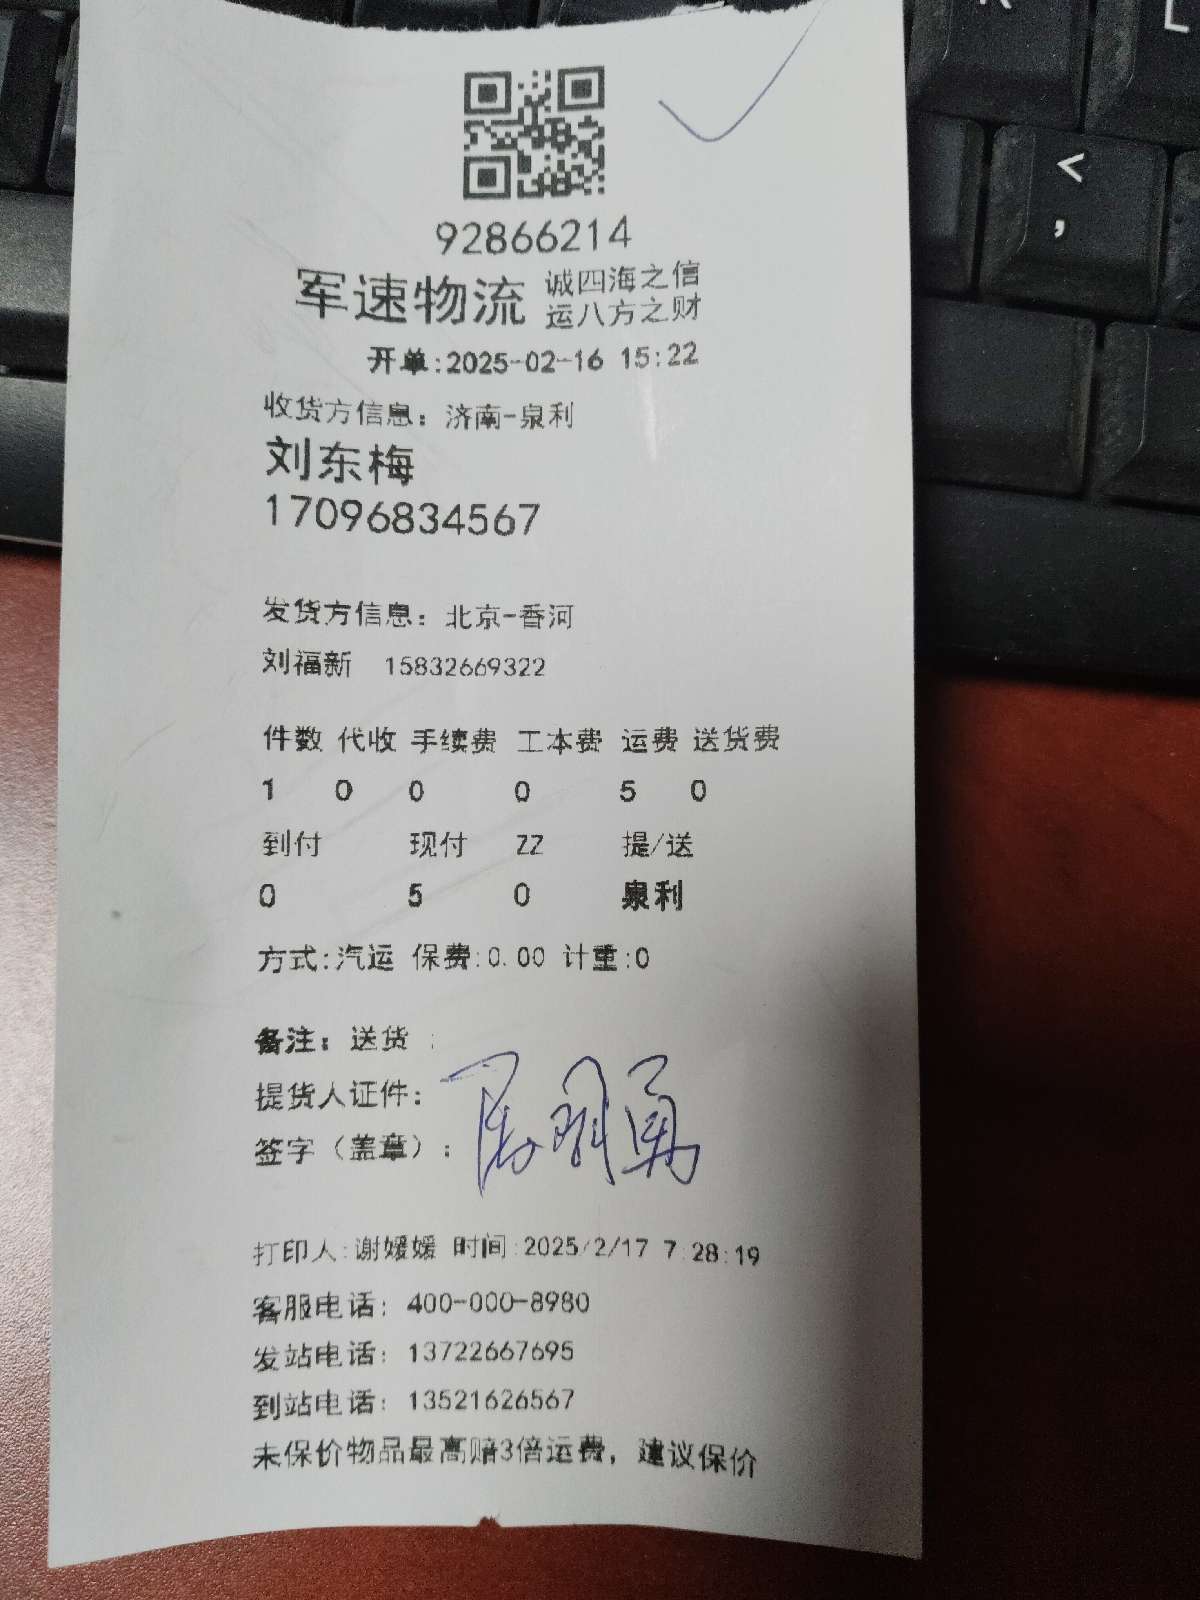 92866214
军速物流 诚四海之信
运八方之财
开单:2025-02-16 15:22
收货方信息: 济南-泉利
刘东梅
17096834567
发货方信息: 北京-香河
刘福新 15832669322
件数 代收 手续费 工本费 运费 送货费
1 0 0 0 5 0
到付 现付 ZZ 提/送
0 5 0 泉利
方式:汽运 保费:0.00 计重:0
备注: 送货 :
提货人证件:
签字（盖章）:
打印人:谢媛媛 时间:2025/2/17 7:28:19
客服电话: 400-000-8980
发站电话: 13722667695
到站电话: 13521626567
未保价物品最高赔3倍运费, 建议保价
K
L
<
,